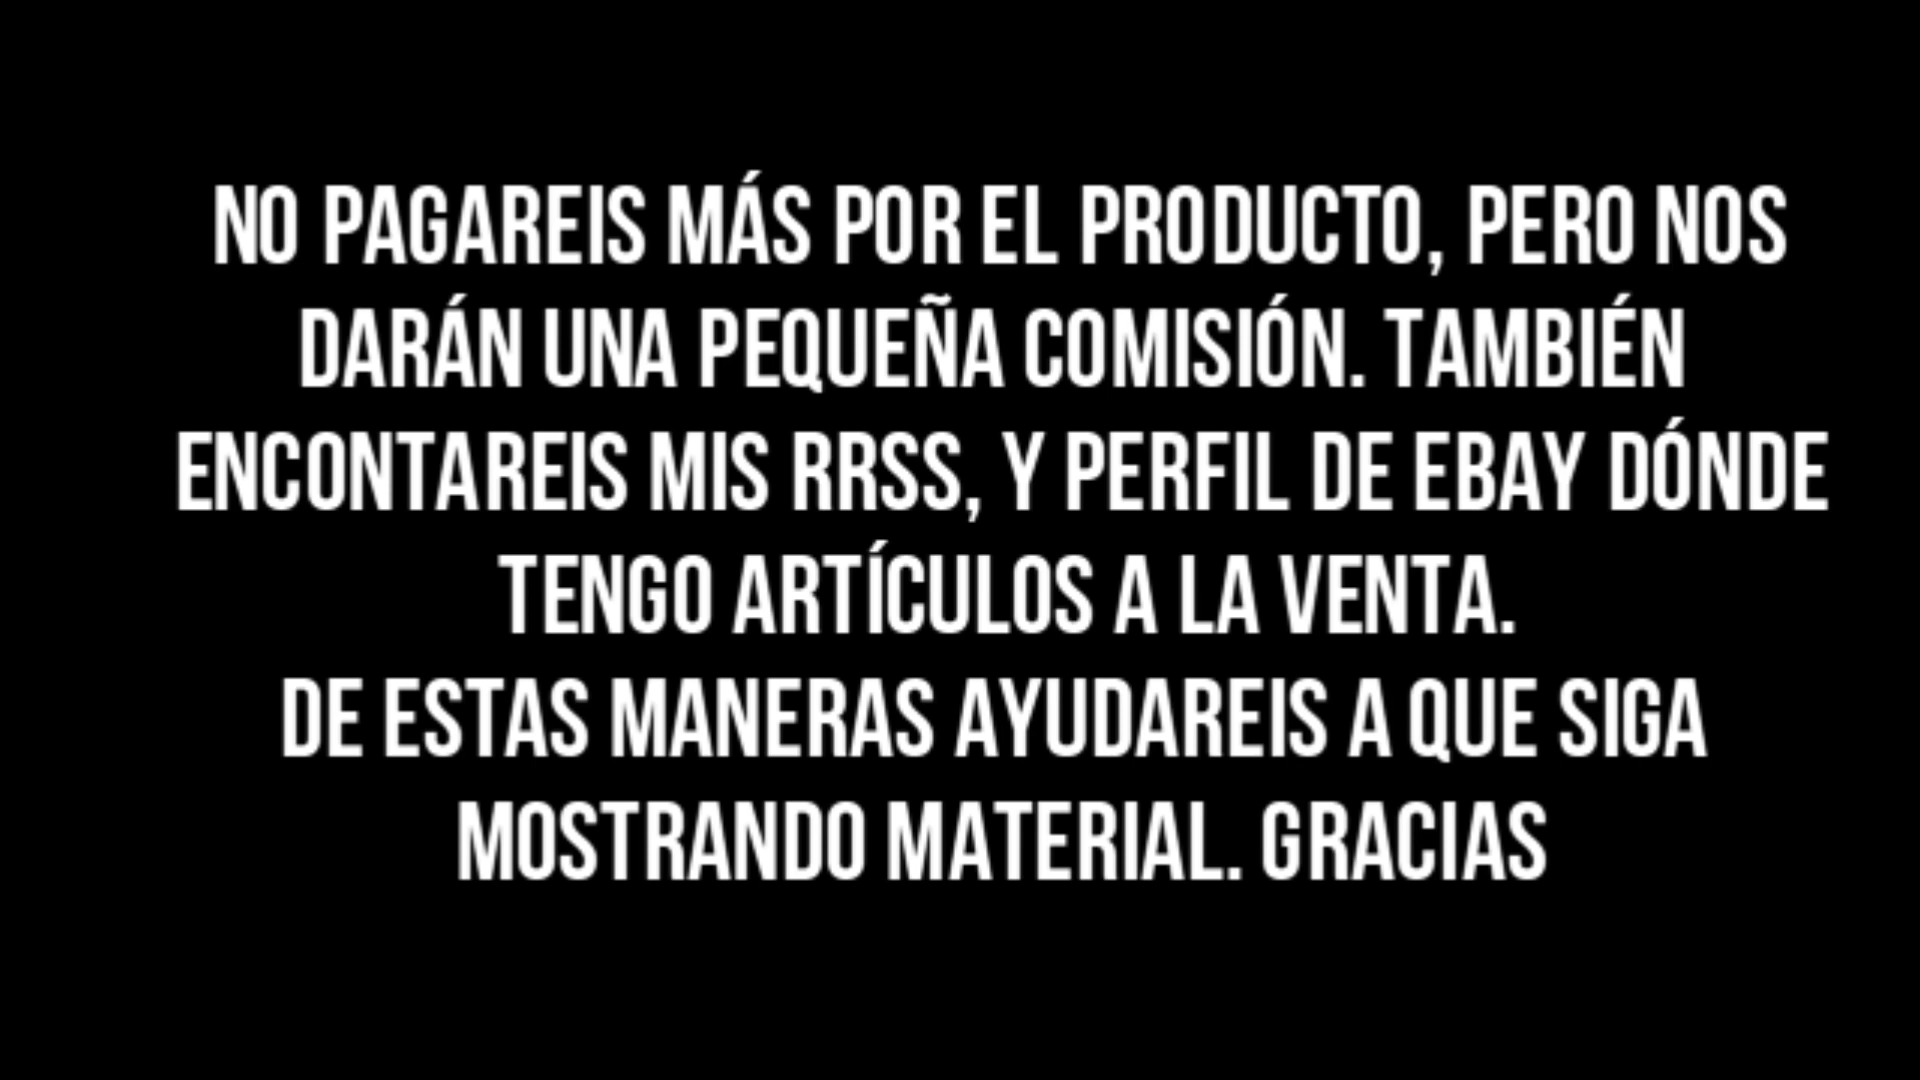 NO PAGAREIS MÁS POR EL PRODUCTO, PERO NOS
DARÁN UNA PEQUEÑA COMISIÓN. TAMBIÉN
ENCONTAREIS MIS RRSS, Y PERFIL DE EBAY DÓNDE
TENGO ARTÍCULOS A LA VENTA.
DE ESTAS MANERAS AYUDAREIS A QUE SIGA
MOSTRANDO MATERIAL. GRACIAS